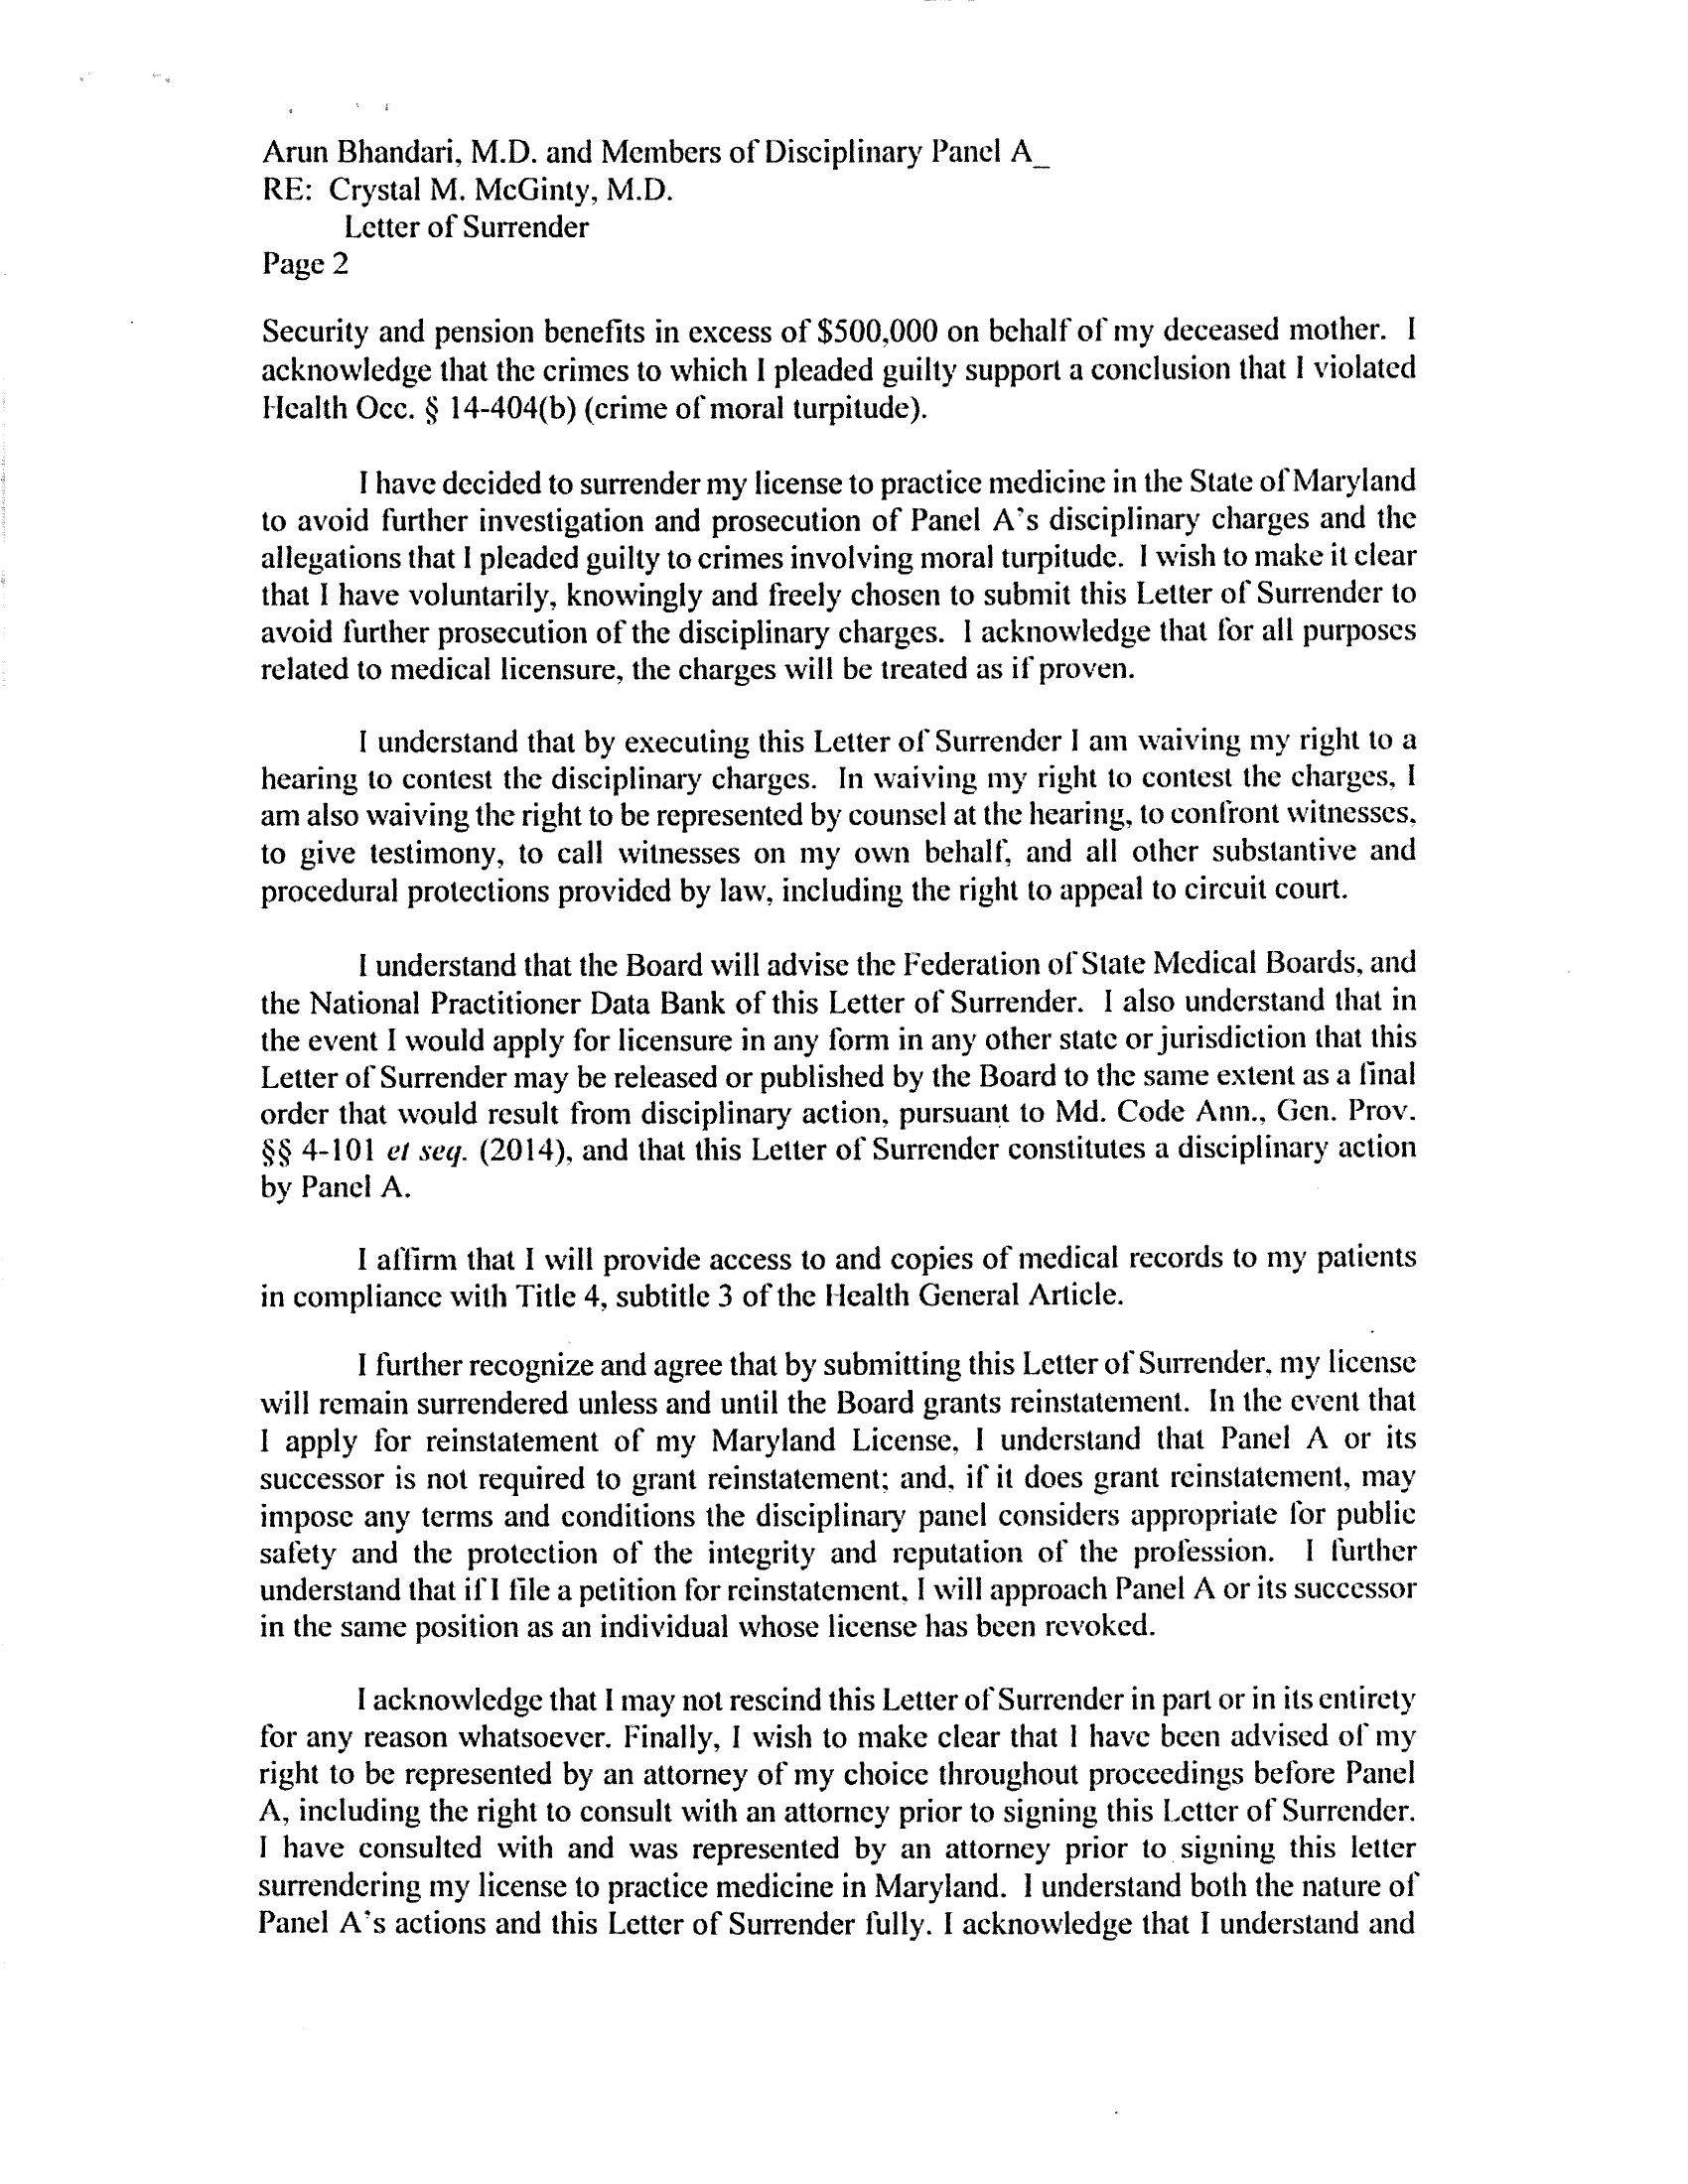 Arun Bhandari, M.D. and Members of Disciplinary Panel A_
RE: Crystal M. McGinty, M.D.
Letter of Surrender
Page 2
Security and pension benefits in excess of $500,000 on behalf of my deceased mother. I
acknowledge that the crimes to which I pleaded guilty support a conclusion that I violated
Health Occ. § 14-404(b) (crime of moral turpitude).
I have decided to surrender my license to practice medicine in the State of Maryland
to avoid further investigation and prosecution of Panel A's disciplinary charges and the
allegations that I pleaded guilty to crimes involving moral turpitude. I wish to make it clear
that I have voluntarily, knowingly and freely chosen to submit this Letter of Surrender to
avoid further prosecution of the disciplinary charges. I acknowledge that for all purposes
related to medical licensure, the charges will be treated as if proven.
I understand that by executing this Letter of Surrender I am waiving my right to a
hearing to contest the disciplinary charges. In waiving my right to contest the charges, I
am also waiving the right to be represented by counsel at the hearing, to confront witnesses,
to give testimony, to call witnesses on my own behalf, and all other substantive and
procedural protections provided by law, including the right to appeal to circuit court.
I understand that the Board will advise the Federation of State Medical Boards, and
the National Practitioner Data Bank of this Letter of Surrender. I also understand that in
the event I would apply for licensure in any form in any other state or jurisdiction that this
Letter of Surrender may be released or published by the Board to the same extent as a final
order that would result from disciplinary action, pursuant to Md. Code Ann., Gen. Prov.
§§ 4-101 et seq. (2014), and that this Letter of Surrender constitutes a disciplinary action
by Panel A.
I affirm that I will provide access to and copies of medical records to my patients
in compliance with Title 4, subtitle 3 of the Health General Article.
I further recognize and agree that by submitting this Letter of Surrender, my license
will remain surrendered unless and until the Board grants reinstatement. In the event that
I apply for reinstatement of my Maryland License, I understand that Panel A or its
successor is not required to grant reinstatement; and, if it does grant reinstatement, may
impose any terms and conditions the disciplinary panel considers appropriate for public
safety and the protection of the integrity and reputation of the profession. I further
understand that if I file a petition for reinstatement, I will approach Panel A or its successor
in the same position as an individual whose license has been revoked.
I acknowledge that I may not rescind this Letter of Surrender in part or in its entirety
for any reason whatsoever. Finally, I wish to make clear that I have been advised of my
right to be represented by an attorney of my choice throughout proceedings before Panel
A, including the right to consult with an attorney prior to signing this Letter of Surrender.
I have consulted with and was represented by an attorney prior to signing this letter
surrendering my license to practice medicine in Maryland. I understand both the nature of
Panel A's actions and this Letter of Surrender fully. I acknowledge that I understand and